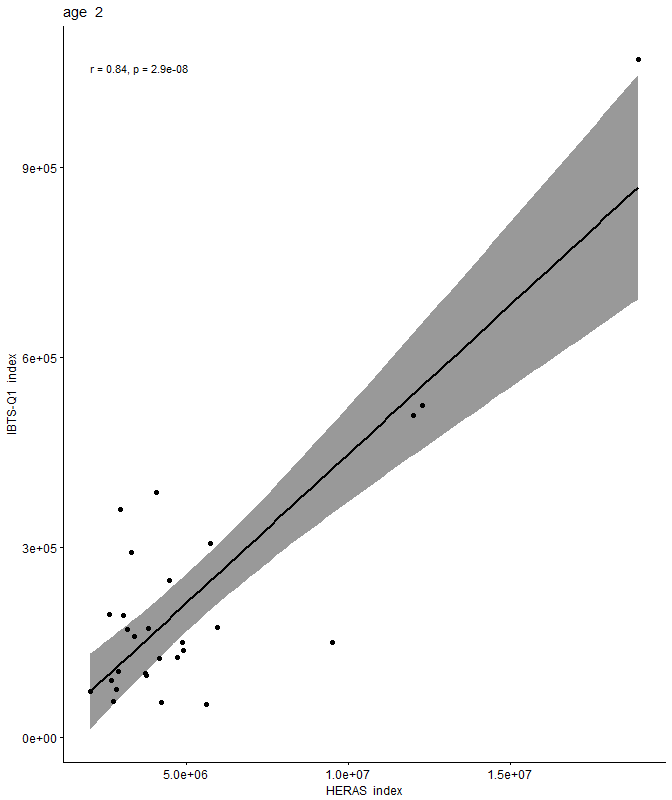 age 2
r = 0.84, p = 2.9e-08
9e+05
6e+05
3e+05
0e+00
IBTS-Q1 index
5.0e+06
1.0e+07
1.5e+07
HERAS index